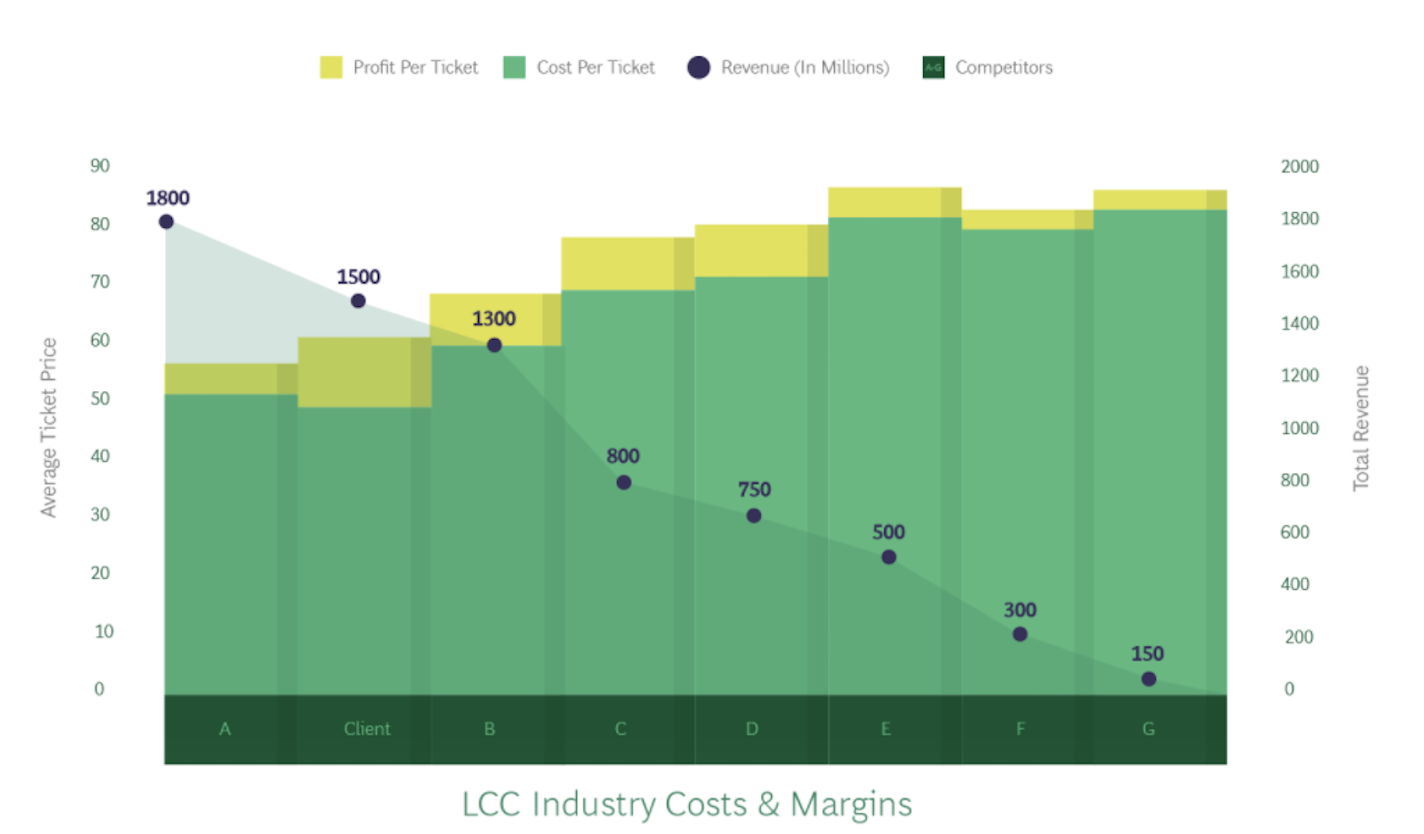 Profit Per Ticket
Cost Per Ticket
Revenue (In Millions)
A-G
Competitors
90
80
70
60
50
40
30
20
10
0
Average Ticket Price
2000
1800
1600
1400
1200
1000
800
600
400
200
0
Total Revenue
1800
1500
1300
800
750
500
300
150
A
Client
B
C
D
E
F
G
LCC Industry Costs & Margins